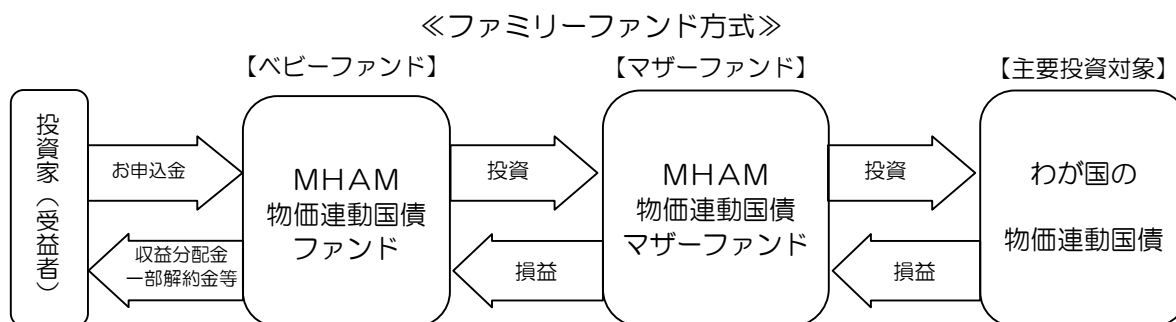 ≪ファミリーファンド方式≫
【ベビーファンド】
【マザーファンド】
【主要投資対象】
投資家(受益者)
お申込金
収益分配金
一部解約金等
MHAM
物価連動国債
ファンド
投資
損益
MHAM
物価連動国債
マザーファンド
投資
損益
わが国の
物価連動国債